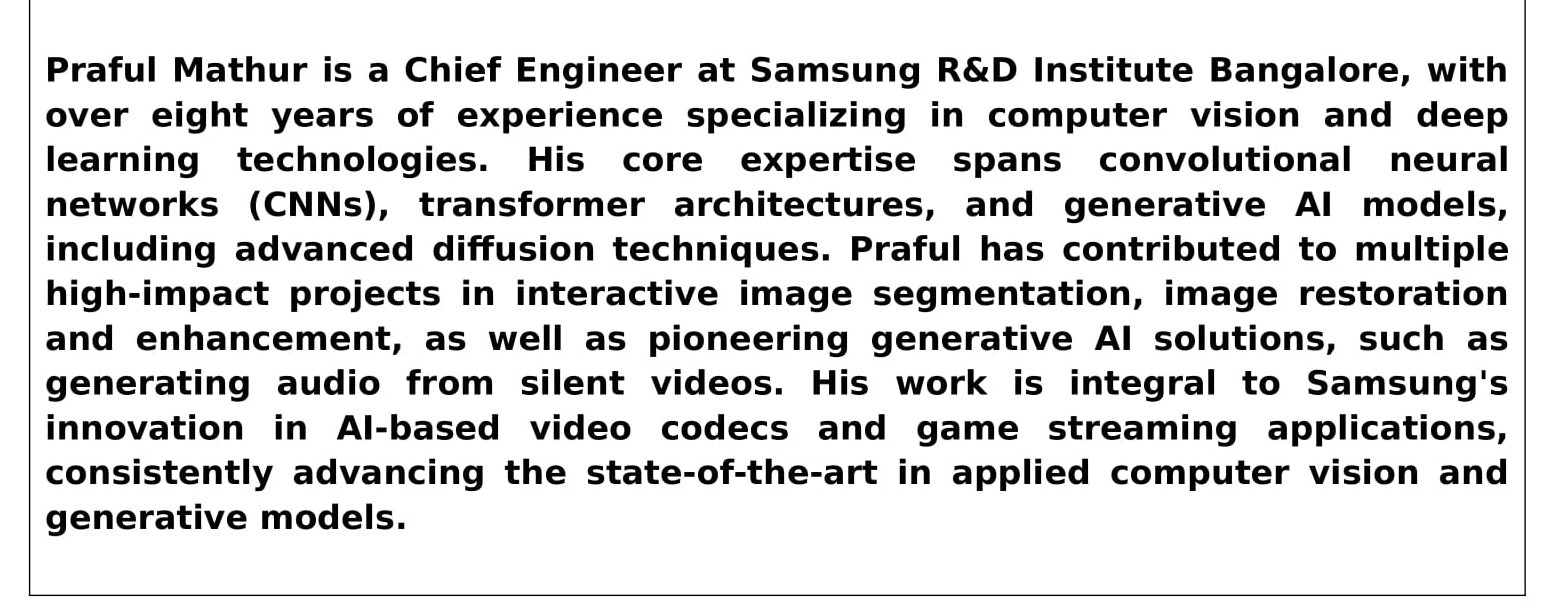 Praful Mathur is a Chief Engineer at Samsung R&D Institute Bangalore, with
over eight years of experience specializing in computer vision and deep
learning technologies. His core expertise spans convolutional neural
networks (CNNs), transformer architectures, and generative AI models,
including advanced diffusion techniques. Praful has contributed to multiple
high-impact projects in interactive image segmentation, image restoration
and enhancement, as well as pioneering generative AI solutions, such as
generating audio from silent videos. His work is integral to Samsung's
innovation in AI-based video codecs and game streaming applications,
consistently advancing the state-of-the-art in applied computer vision and
generative models.